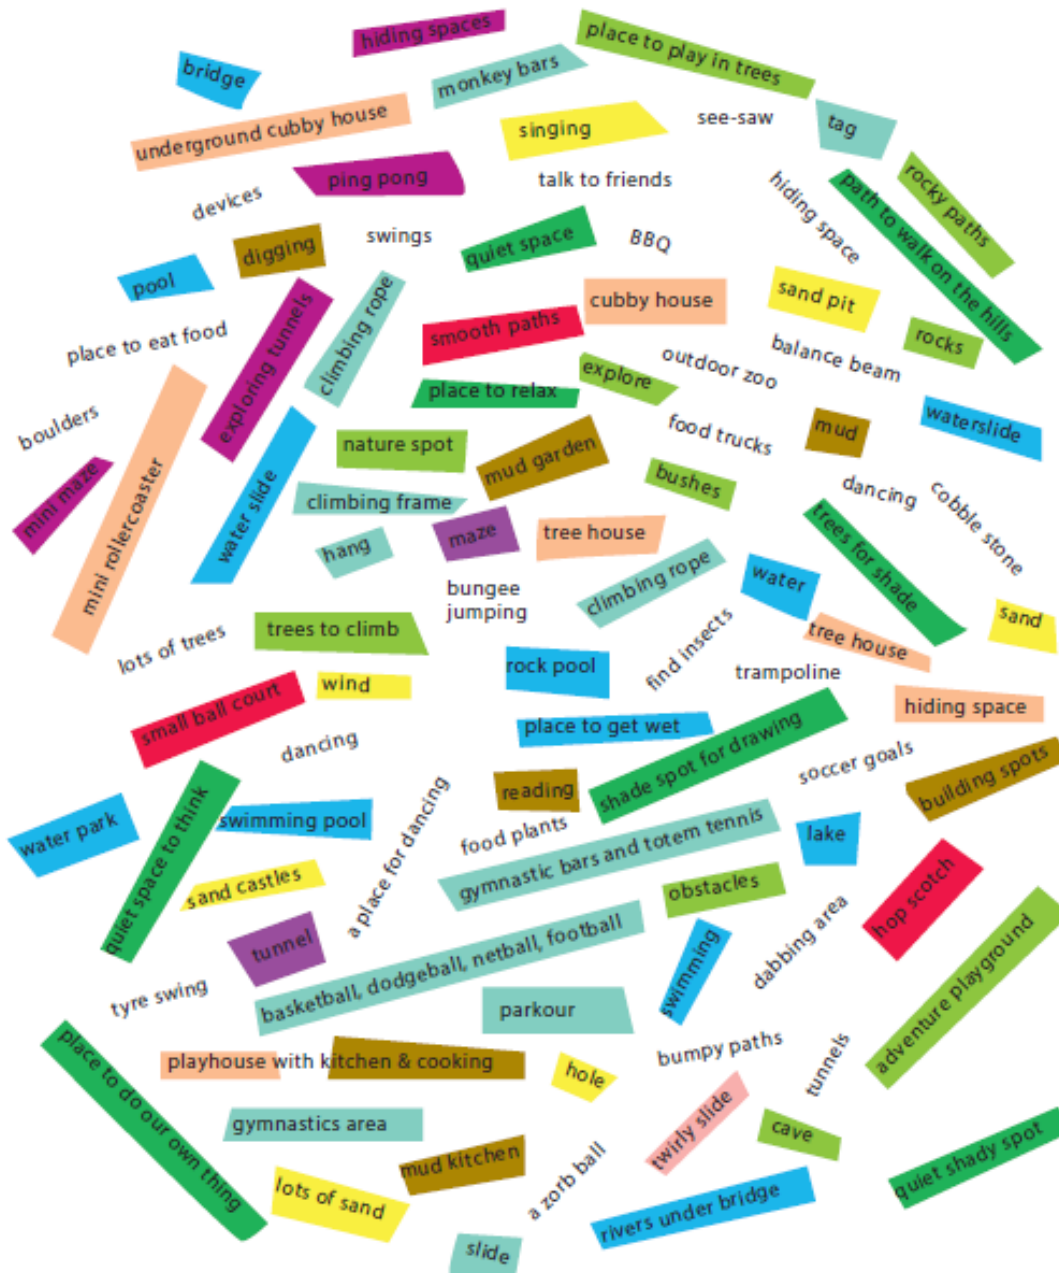 hiding spaces
place to play in trees
bridge
monkey bars
underground cubby house
singing
see-saw
tag
ping pong
talk to friends
devices
hiding space
path to walk on the hills
rocky paths
digging
swings
quiet space
BBQ
pool
exploring tunnels
climbing rope
cubby house
sand pit
smooth paths
rocks
place to eat food
outdoor zoo
balance beam
explore
place to relax
boulders
mini rollercoaster
nature spot
mud garden
food trucks
mud
waterslide
mini maze
water slide
climbing frame
bushes
dancing
cobble stone
hang
maze
tree house
trees for shade
climbing rope
water
bungee
jumping
sand
lots of trees
trees to climb
find insects
tree house
rock pool
trampoline
wind
small ball court
hiding space
place to get wet
dancing
shade spot for drawing
soccer goals
reading
building spots
water park
quiet space to think
swimming pool
a place for dancing
food plants
gymnastic bars and totem tennis
lake
sand castles
obstacles
hop scotch
tunnel
basketball, dodgeball, netball, football
swimming
dabbing area
adventure playground
tyre swing
parkour
place to do our own thing
playhouse with kitchen & cooking
hole
bumpy paths
tunnels
gymnastics area
twirly slide
cave
mud kitchen
quiet shady spot
lots of sand
a zorb ball
rivers under bridge
slide